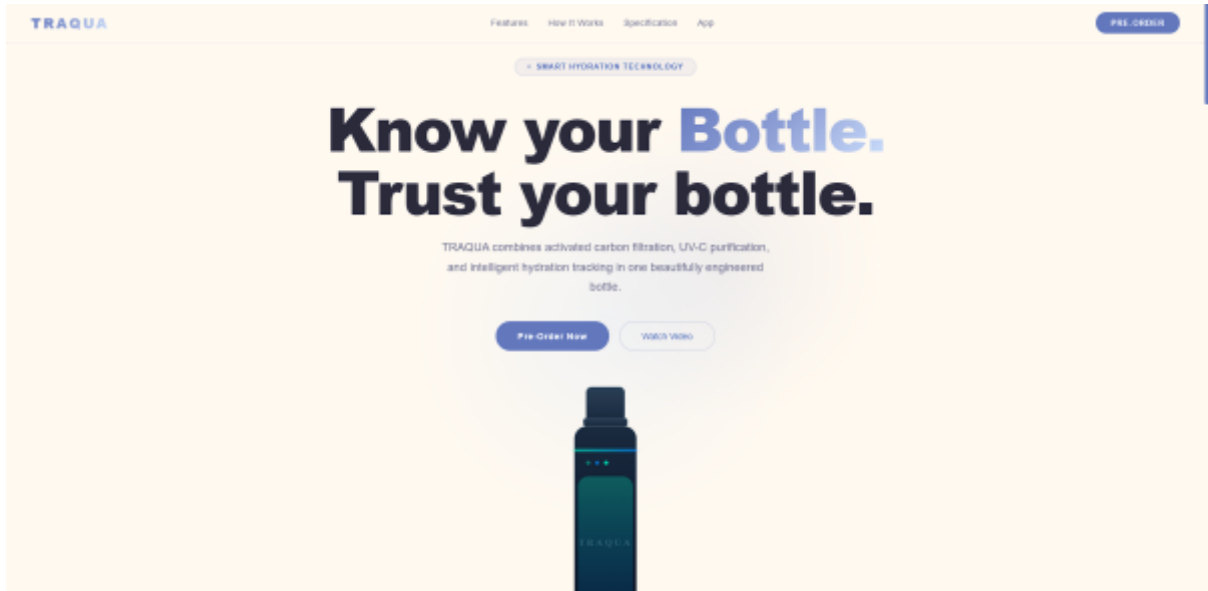 TRAQUA
Features How It Works Specification App
PRE-ORDER
SMART HYDRATION TECHNOLOGY
Know your Bottle.
Trust your bottle.
TRAQUA combines activated carbon filtration, UV-C purification,
and intelligent hydration tracking in one beautifully engineered
bottle.
Pre-Order Now
Watch Video
TRAQUA